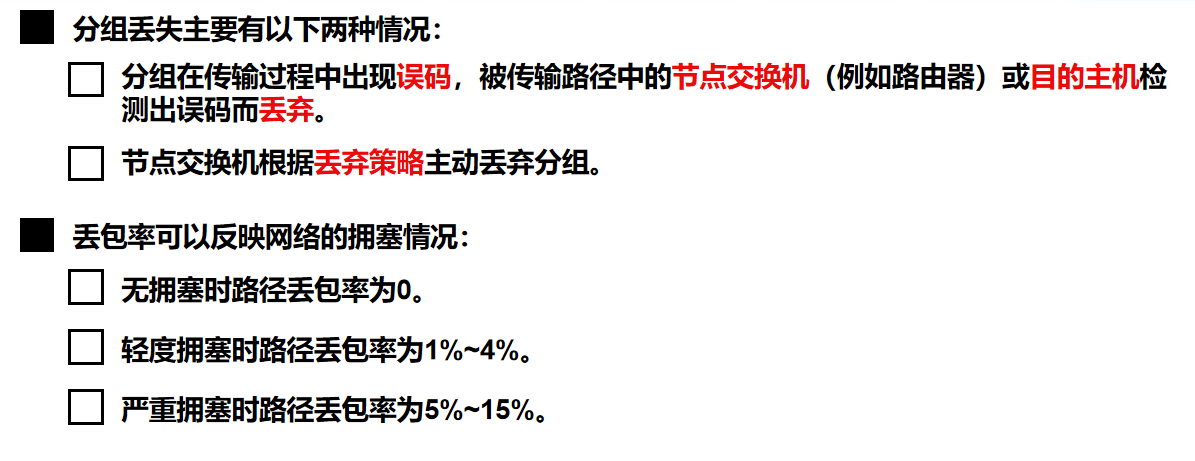 分组丢失主要有以下两种情况：
分组在传输过程中出现误码，被传输路径中的节点交换机（例如路由器）或目的主机检
测出误码而丢弃。
节点交换机根据丢弃策略主动丢弃分组。
丢包率可以反映网络的拥塞情况：
无拥塞时路径丢包率为0。
轻度拥塞时路径丢包率为1%~4%。
严重拥塞时路径丢包率为5%~15%。